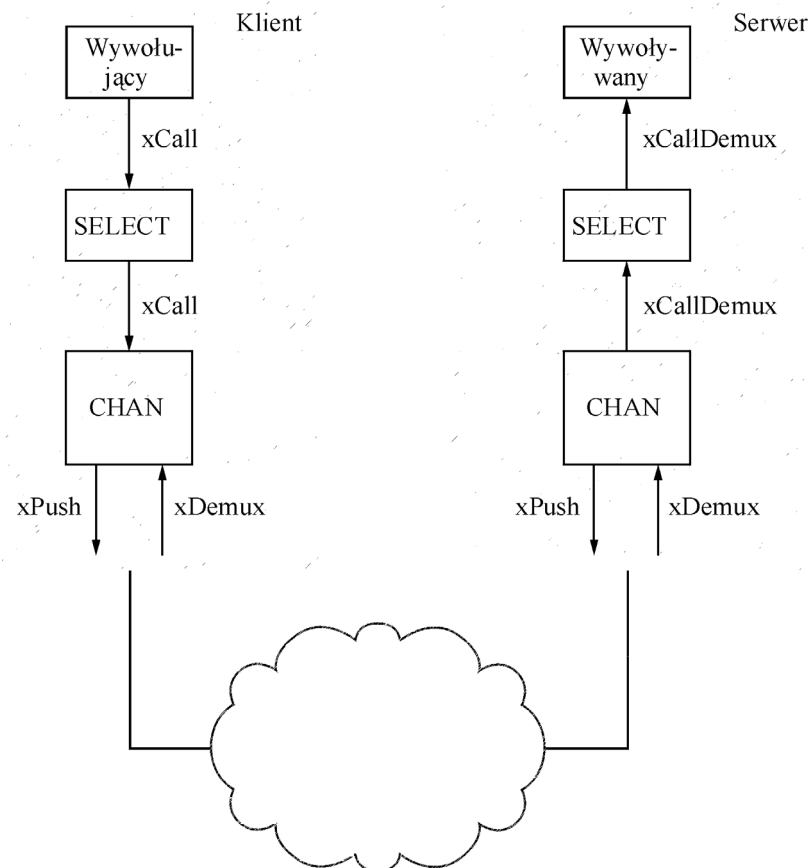 Klient
Serwer
Wywołu-
jący
Wywoły-
wany
xCall
xCallDemux
SELECT
SELECT
xCall
xCallDemux
CHAN
CHAN
xPush
xDemux
xPush
xDemux